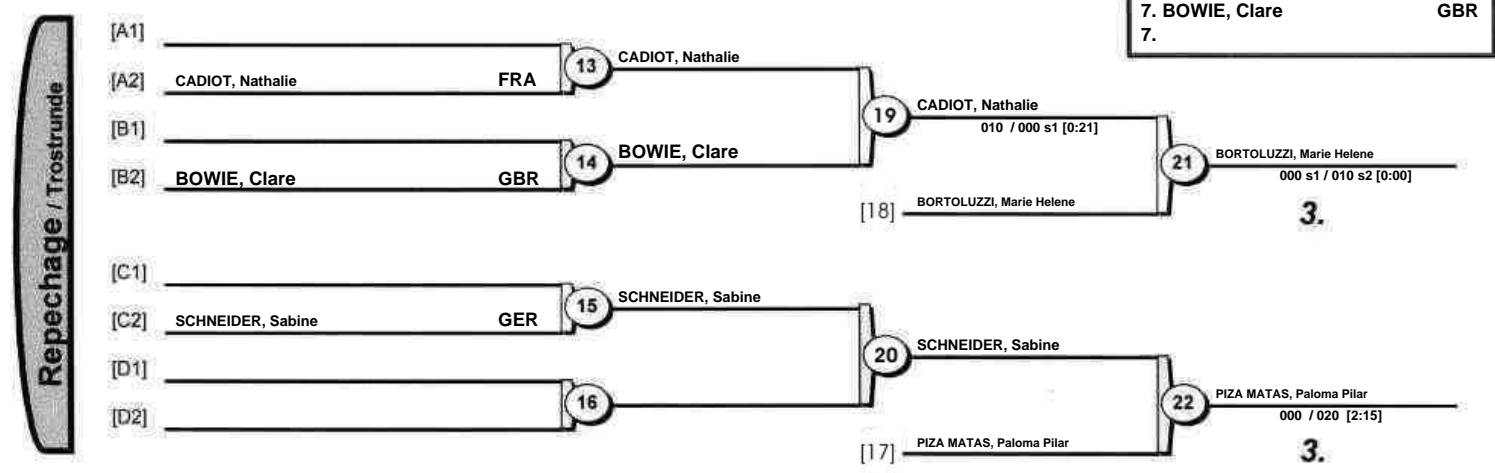 7. BOWIE, Clare GBR
7.
Repechage / Trostrunde
[A1]
[A2] CADIOT, Nathalie FRA
13 CADIOT, Nathalie
[B1]
[B2] BOWIE, Clare GBR
14 BOWIE, Clare
19 CADIOT, Nathalie
010 / 000 s1 [0:21]
[18] BORTOLUZZI, Marie Helene
21 BORTOLUZZI, Marie Helene
000 s1 / 010 s2 [0:00]
3.
[C1]
[C2] SCHNEIDER, Sabine GER
15 SCHNEIDER, Sabine
[D1]
[D2]
16
20 SCHNEIDER, Sabine
[17] PIZA MATAS, Paloma Pilar
22 PIZA MATAS, Paloma Pilar
000 / 020 [2:15]
3.